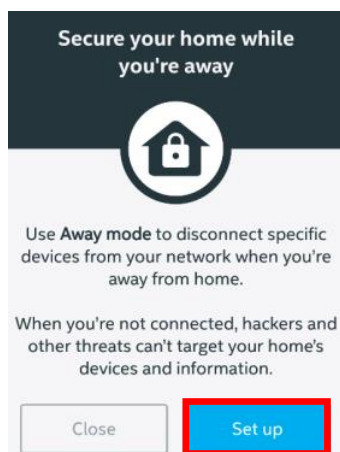 Secure your home while
you're away
Use Away mode to disconnect specific
devices from your network when you're
away from home.
When you're not connected, hackers and
other threats can't target your home's
devices and information.
Close
Set up